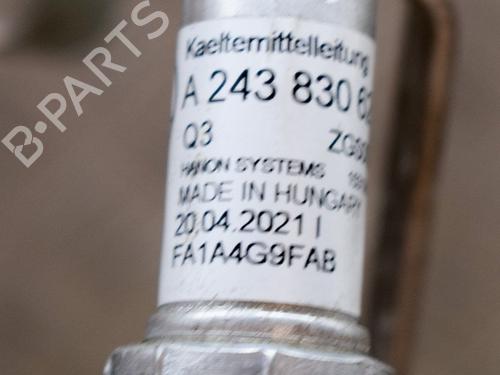 Kaeltemittelleitung
A 243 830
Q3
HANON SYSTEMS
MADE IN HUNGARY
20.04.2021 I
FA1A4G9FAB
B-PARTS